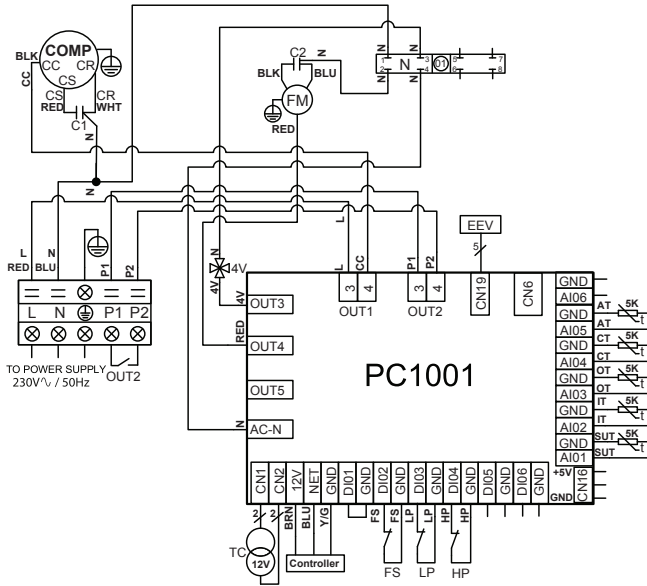 BLK
CC
COMP
CC
CR
CS
CS
RED
CR
WHT
C1
N
N
C2
BLK
BLU
N
FM
RED
N
N
N
N
1
2
N
3
4
01
5
6
7
8
L
RED
N
BLU
P1
P2
L
N
P1
P2
TO POWER SUPPLY
230V / 50Hz
OUT2
N
4V
4V
4V
RED
N
L
CC
P1
P2
3
4
OUT1
3
4
OUT2
EEV
5
CN19
CN6
OUT3
OUT4
OUT5
AC-N
PC1001
GND
AI06
GND
AI05
GND
AI04
GND
AI03
GND
AI02
GND
AI01
AT
5K
t
AT
CT
5K
t
CT
OT
5K
t
OT
IT
5K
t
IT
SUT
5K
t
SUT
+5V
GND
CN16
CN1
CN2
12V
NET
GND
DI01
GND
DI02
GND
DI03
GND
DI04
GND
DI05
GND
DI06
GND
2
2
BRN
BLU
Y/G
FS
FS
LP
LP
HP
HP
TC
12V
Controller
FS
LP
HP